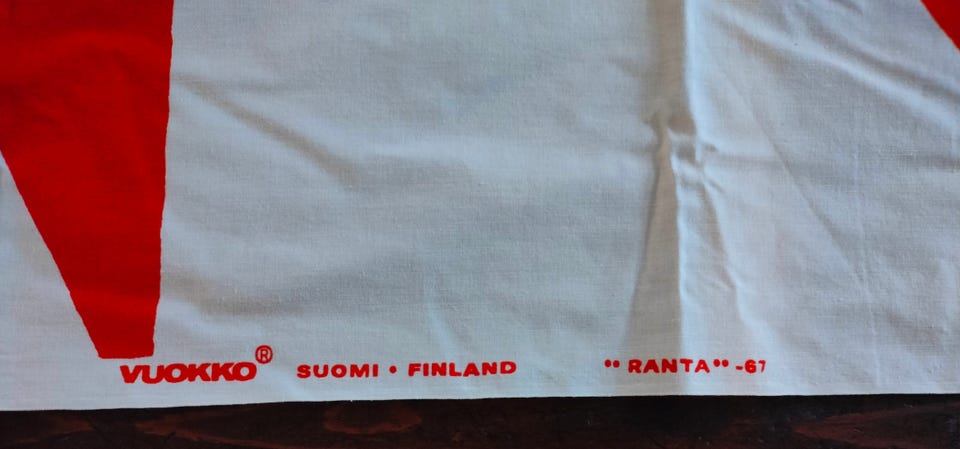 VUOKKO® SUOMI • FINLAND "RANTA" -67